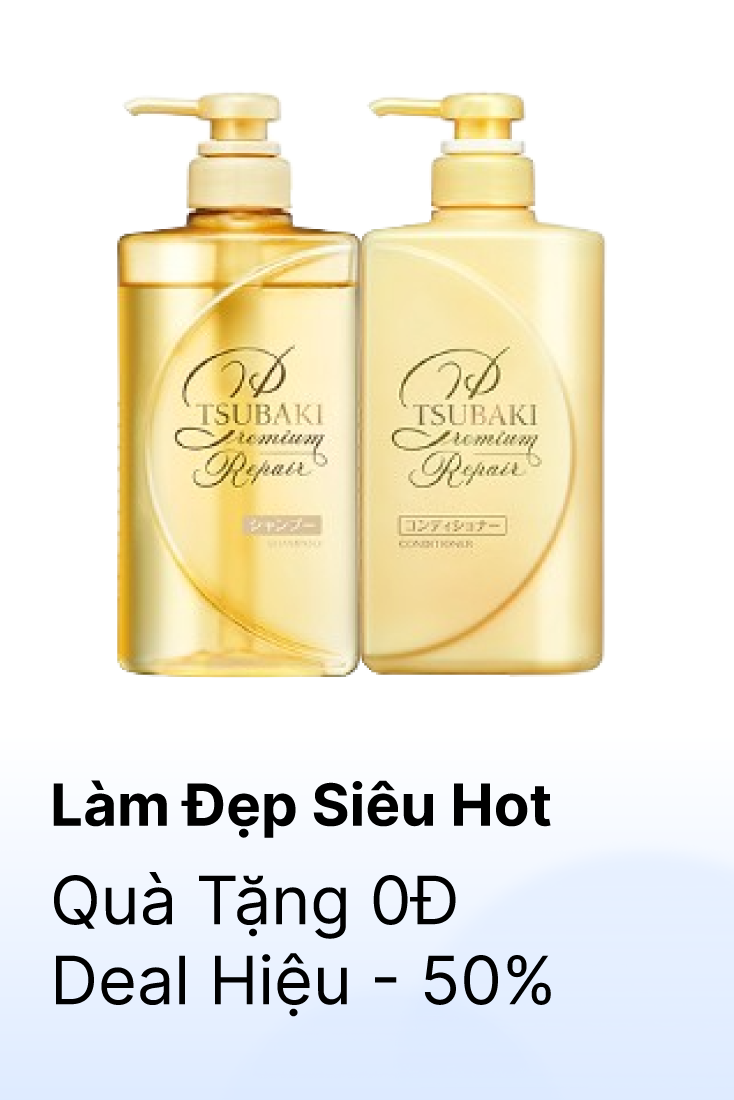 TSUBAKI
Premium
Repair
シャンプー
SHAMPOO
TSUBAKI
Premium
Repair
コンディショナー
CONDITIONER
Làm Đẹp Siêu Hot
Quà Tặng 0Đ
Deal Hiệu - 50%